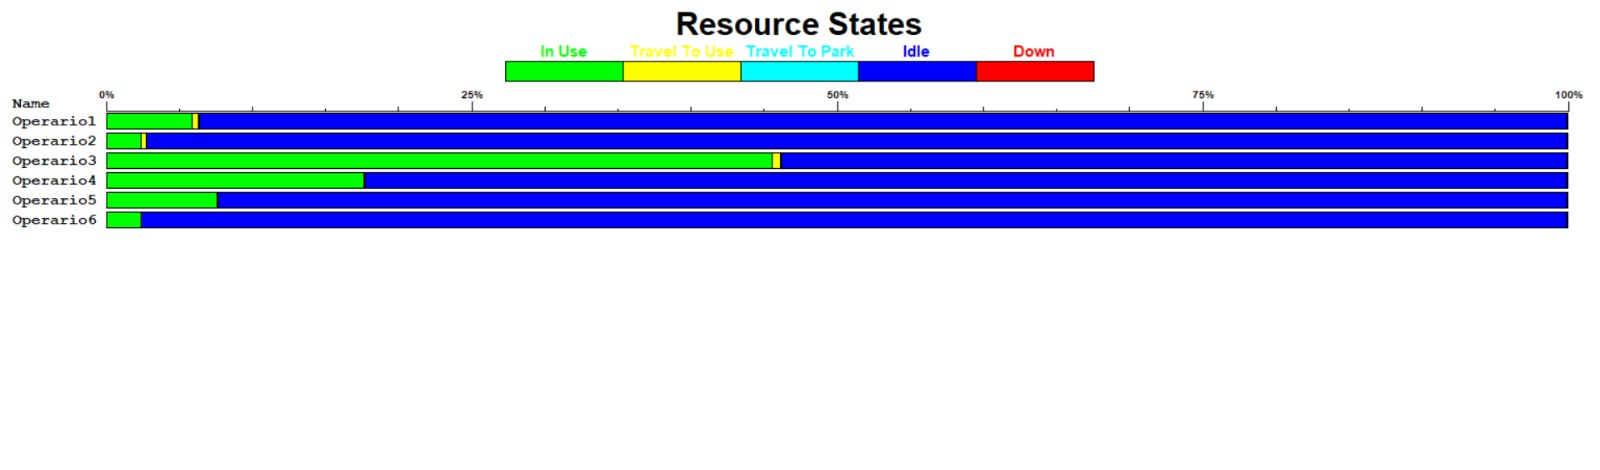 Resource States
In Use Travel To Use Travel To Park Idle Down
Name 0% 25% 50% 75% 100%
Operario1
Operario2
Operario3
Operario4
Operario5
Operario6